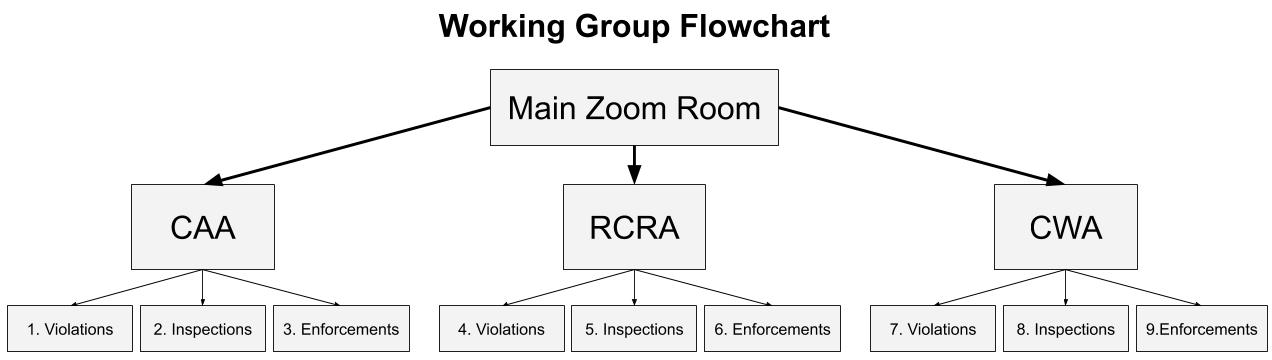 Working Group Flowchart
Main Zoom Room
CAA
RCRA
CWA
1. Violations
2. Inspections
3. Enforcements
4. Violations
5. Inspections
6. Enforcements
7. Violations
8. Inspections
9.Enforcements